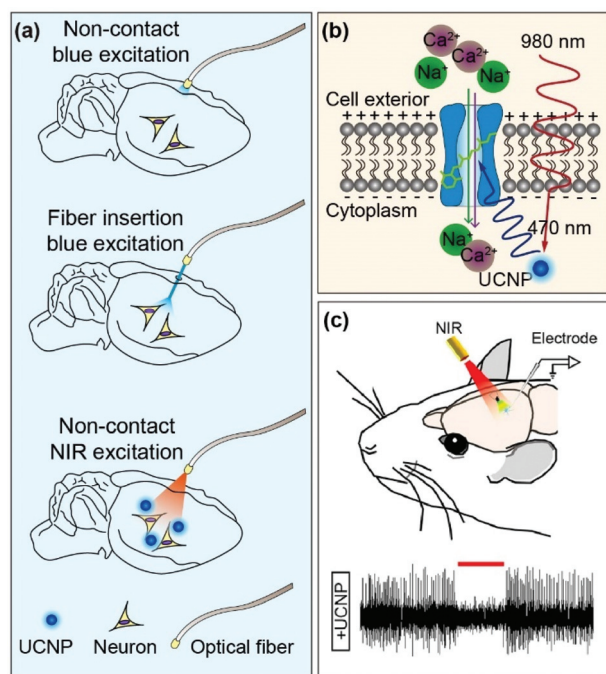 (a)
Non-contact
blue excitation
Fiber insertion
blue excitation
Non-contact
NIR excitation
UCNP
Neuron
Optical fiber
(b)
Ca2+
Ca2+
Na+
Na+
980 nm
Cell exterior
+ + + + + + + + + + + + + +
- - - - - - - -
Cytoplasm
470 nm
Na+
Ca2+
UCNP
(c)
NIR
Electrode
+UCNP